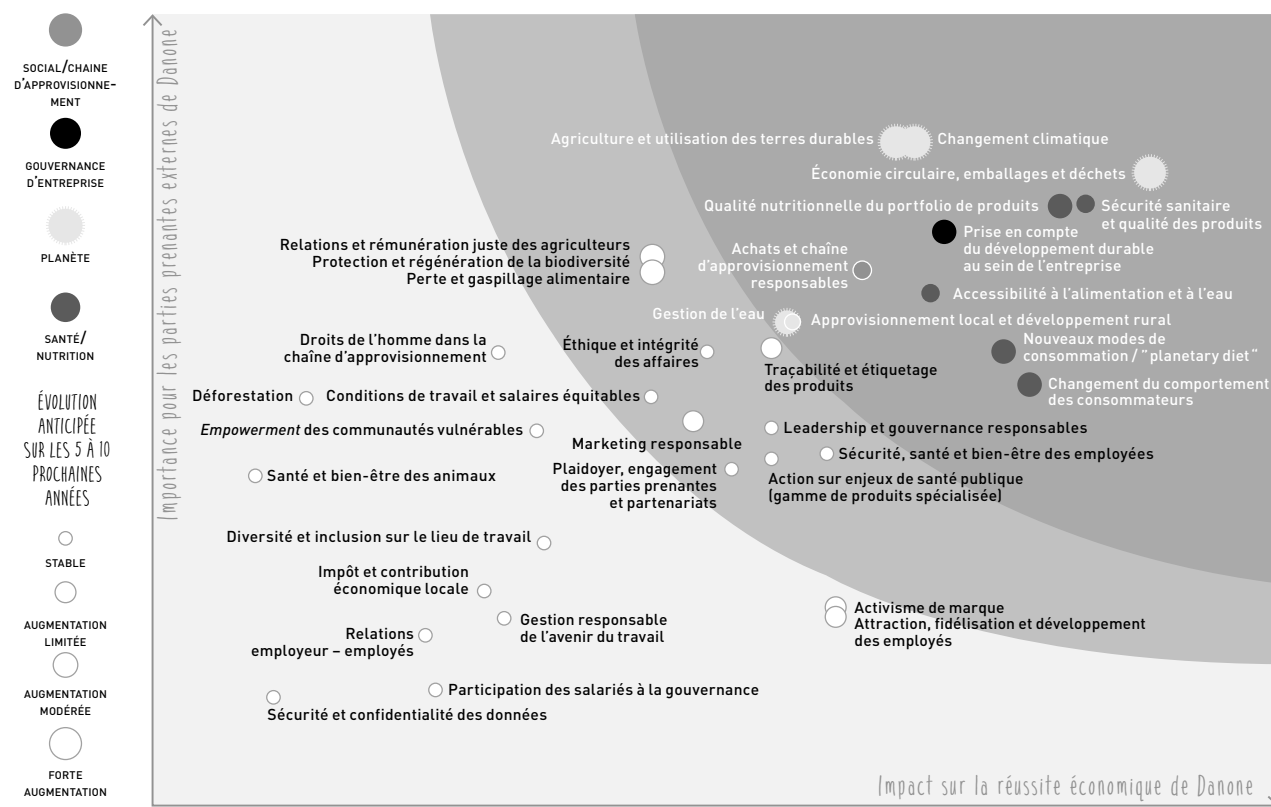 SOCIAL/CHAINE
D'APPROVISIONNE-
MENT
GOUVERNANCE
D'ENTREPRISE
PLANÈTE
SANTÉ/
NUTRITION
ÉVOLUTION
ANTICIPÉE
SUR LES 5 À 10
PROCHAINES
ANNÉES
STABLE
AUGMENTATION
LIMITÉE
AUGMENTATION
MODÉRÉE
FORTE
AUGMENTATION
Importance pour les parties prenantes externes de Danone
Agriculture et utilisation des terres durables
Changement climatique
Économie circulaire, emballages et déchets
Qualité nutritionnelle du portfolio de produits
Sécurité sanitaire
et qualité des produits
Prise en compte
du développement durable
au sein de l'entreprise
Relations et rémunération juste des agriculteurs
Protection et régénération de la biodiversité
Perte et gaspillage alimentaire
Achats et chaîne
d'approvisionnement
responsables
Accessibilité à l'alimentation et à l'eau
Gestion de l'eau
Approvisionnement local et développement rural
Droits de l'homme dans la
chaîne d'approvisionnement
Éthique et intégrité
des affaires
Traçabilité et étiquetage
des produits
Nouveaux modes de
consommation / "planetary diet"
Changement du comportement
des consommateurs
Déforestation
Conditions de travail et salaires équitables
Empowerment des communautés vulnérables
Marketing responsable
Leadership et gouvernance responsables
Sécurité, santé et bien-être des employées
Santé et bien-être des animaux
Plaidoyer, engagement
des parties prenantes
et partenariats
Action sur enjeux de santé publique
(gamme de produits spécialisée)
Diversité et inclusion sur le lieu de travail
Impôt et contribution
économique locale
Gestion responsable
de l'avenir du travail
Relations
employeur – employés
Activisme de marque
Attraction, fidélisation et développement
des employés
Participation des salariés à la gouvernance
Sécurité et confidentialité des données
Impact sur la réussite économique de Danone